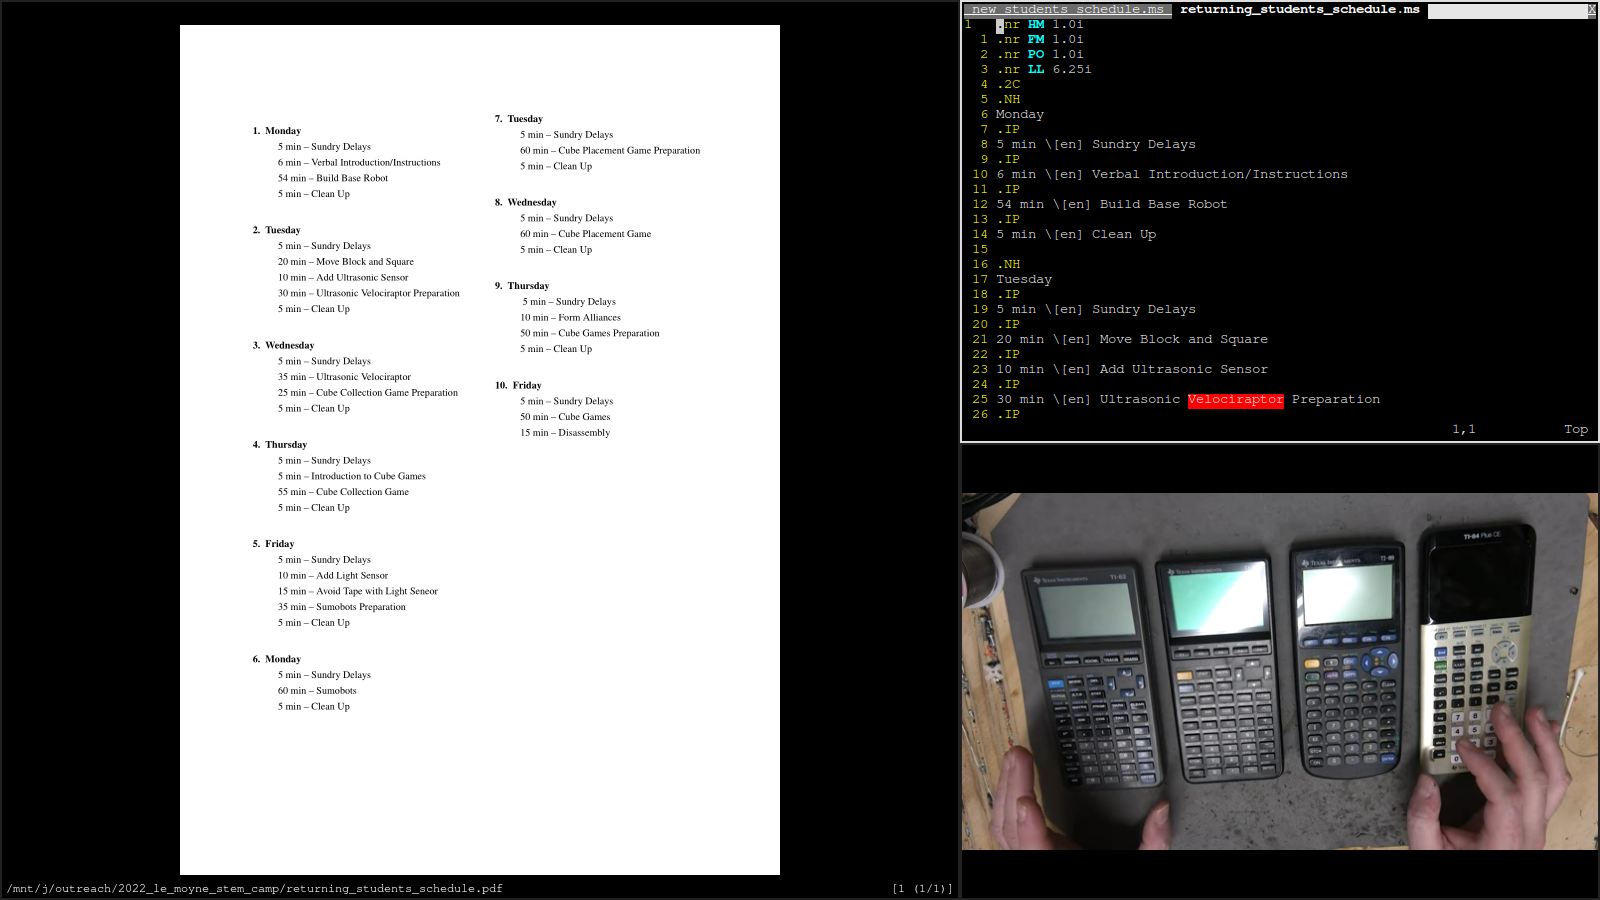 1. Monday
5 min – Sundry Delays
6 min – Verbal Introduction/Instructions
54 min – Build Base Robot
5 min – Clean Up
2. Tuesday
5 min – Sundry Delays
20 min – Move Block and Square
10 min – Add Ultrasonic Sensor
30 min – Ultrasonic Velociraptor Preparation
5 min – Clean Up
3. Wednesday
5 min – Sundry Delays
35 min – Ultrasonic Velociraptor
25 min – Cube Collection Game Preparation
5 min – Clean Up
4. Thursday
5 min – Sundry Delays
5 min – Introduction to Cube Games
55 min – Cube Collection Game
5 min – Clean Up
5. Friday
5 min – Sundry Delays
10 min – Add Light Sensor
15 min – Avoid Tape with Light Seneor
35 min – Sumobots Preparation
5 min – Clean Up
6. Monday
5 min – Sundry Delays
60 min – Sumobots
5 min – Clean Up
7. Tuesday
5 min – Sundry Delays
60 min – Cube Placement Game Preparation
5 min – Clean Up
8. Wednesday
5 min – Sundry Delays
60 min – Cube Placement Game
5 min – Clean Up
9. Thursday
5 min – Sundry Delays
10 min – Form Alliances
50 min – Cube Games Preparation
5 min – Clean Up
10. Friday
5 min – Sundry Delays
50 min – Cube Games
15 min – Disassembly
/mnt/j/outreach/2022_le_moyne_stem_camp/returning_students_schedule.pdf [1 (1/1)]
new_students_schedule.ms returning_students_schedule.ms X
1 .nr HM 1.0i
1 .nr FM 1.0i
2 .nr PO 1.0i
3 .nr LL 6.25i
4 .2C
5 .NH
6 Monday
7 .IP
8 5 min \[en] Sundry Delays
9 .IP
10 6 min \[en] Verbal Introduction/Instructions
11 .IP
12 54 min \[en] Build Base Robot
13 .IP
14 5 min \[en] Clean Up
15
16 .NH
17 Tuesday
18 .IP
19 5 min \[en] Sundry Delays
20 .IP
21 20 min \[en] Move Block and Square
22 .IP
23 10 min \[en] Add Ultrasonic Sensor
24 .IP
25 30 min \[en] Ultrasonic Velociraptor Preparation
26 .IP
1,1 Top
TEXAS INSTRUMENTS TI-82
TEXAS INSTRUMENTS
TEXAS INSTRUMENTS TI-89
TI-84 Plus CE